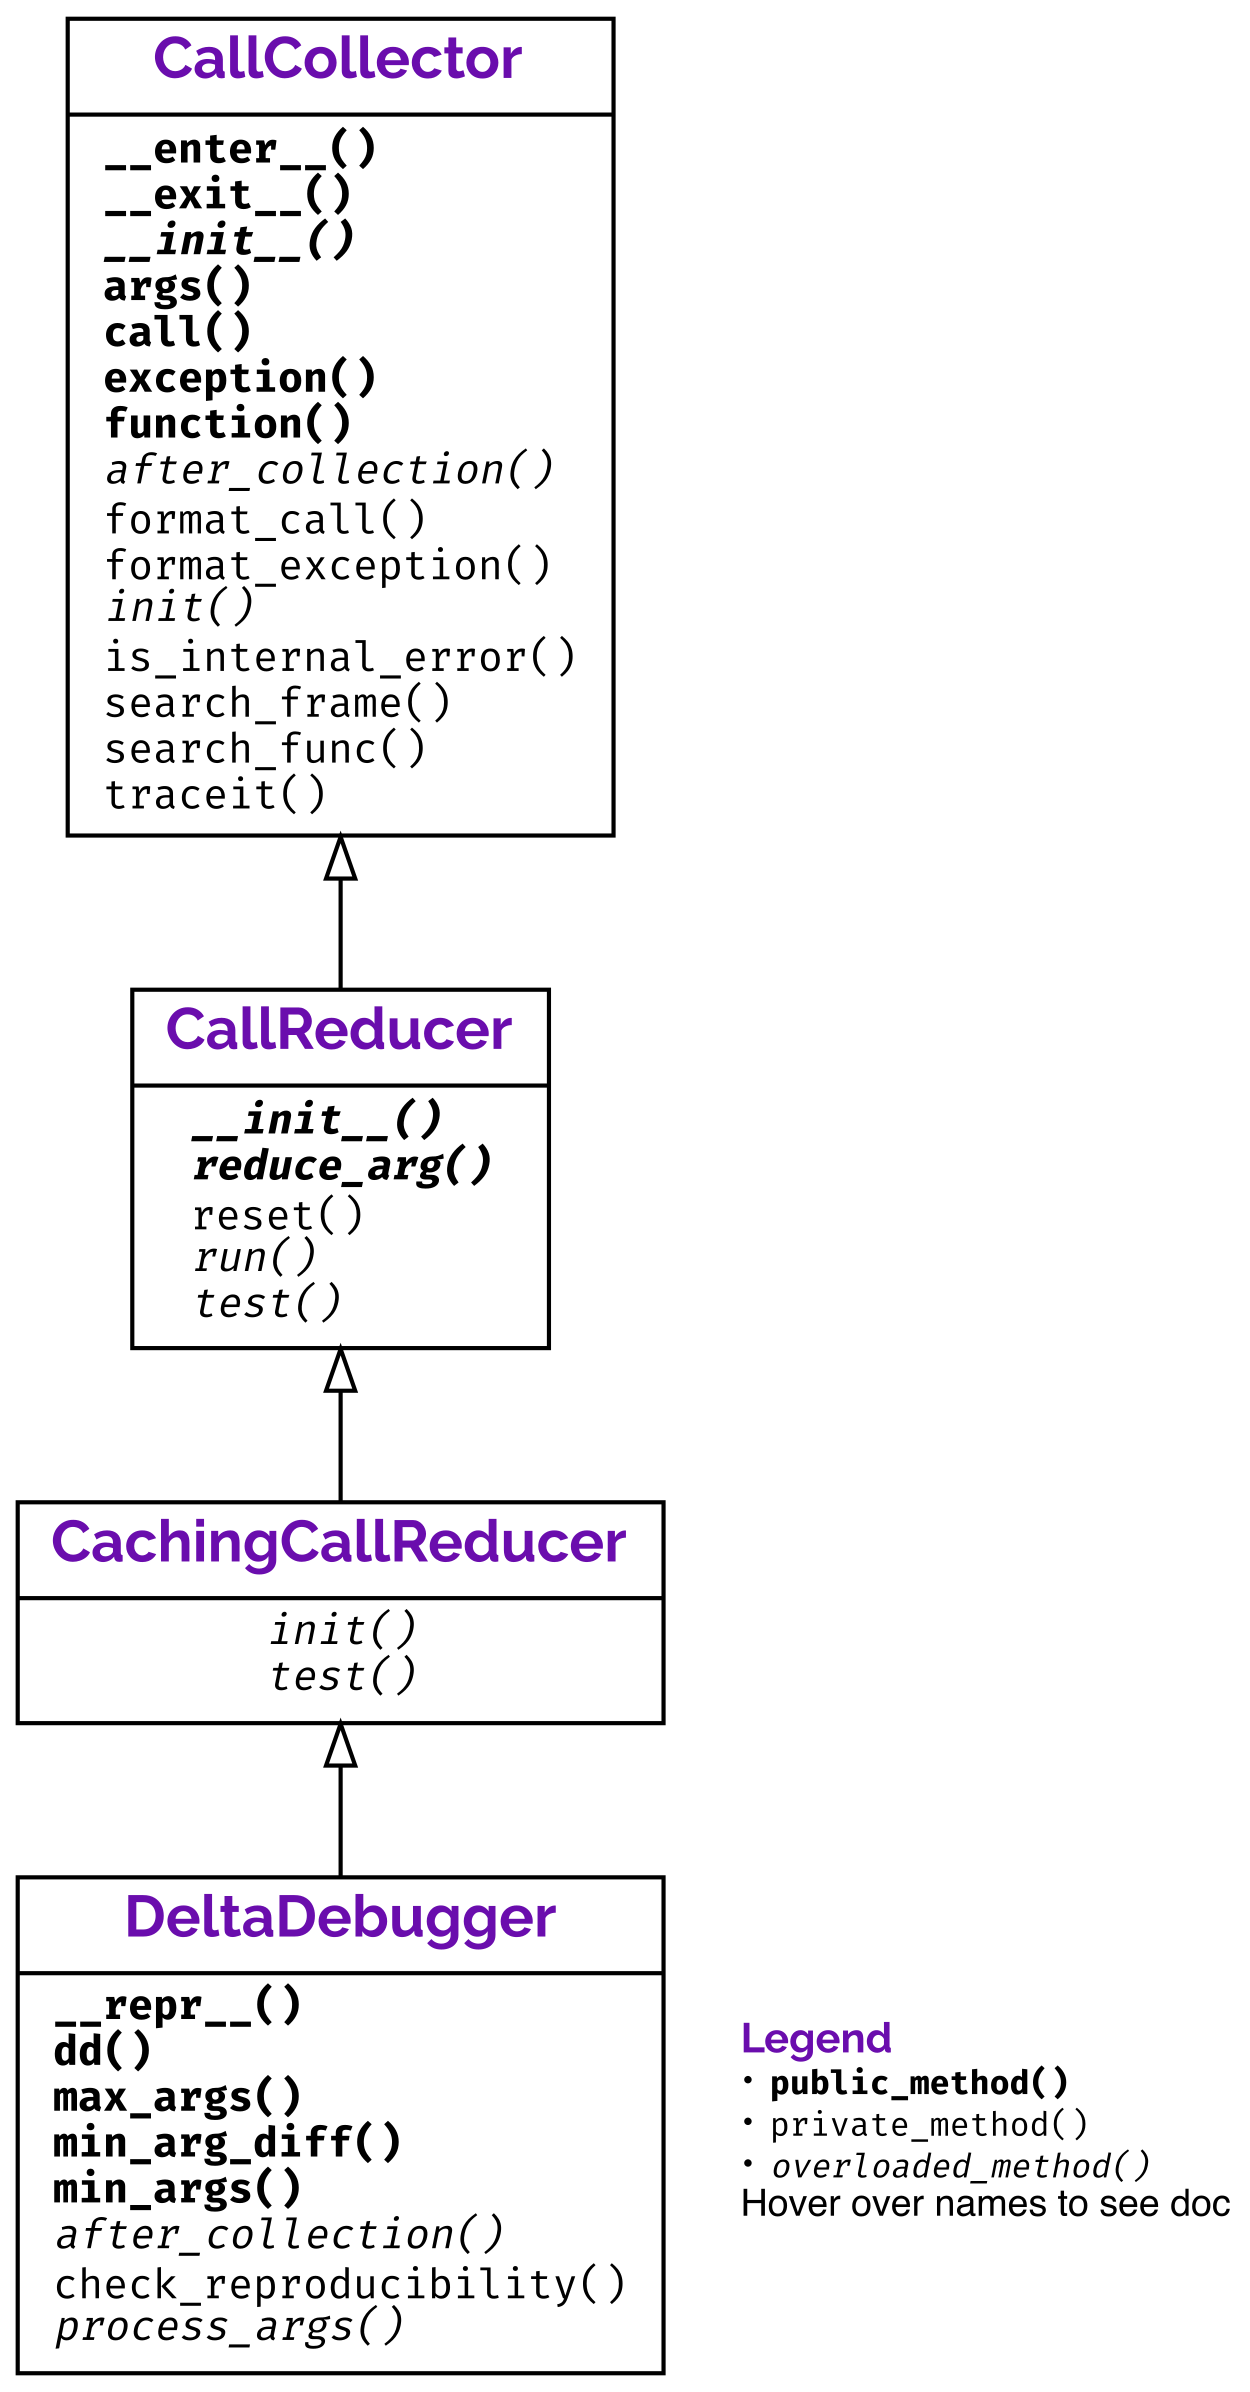 CallCollector
__enter__()
__exit__()
__init__()
args()
call()
exception()
function()
after_collection()
format_call()
format_exception()
init()
is_internal_error()
search_frame()
search_func()
traceit()
CallReducer
__init__()
reduce_arg()
reset()
run()
test()
CachingCallReducer
init()
test()
DeltaDebugger
__repr__()
dd()
max_args()
min_arg_diff()
min_args()
after_collection()
check_reproducibility()
process_args()
Legend
• public_method()
• private_method()
• overloaded_method()
Hover over names to see doc